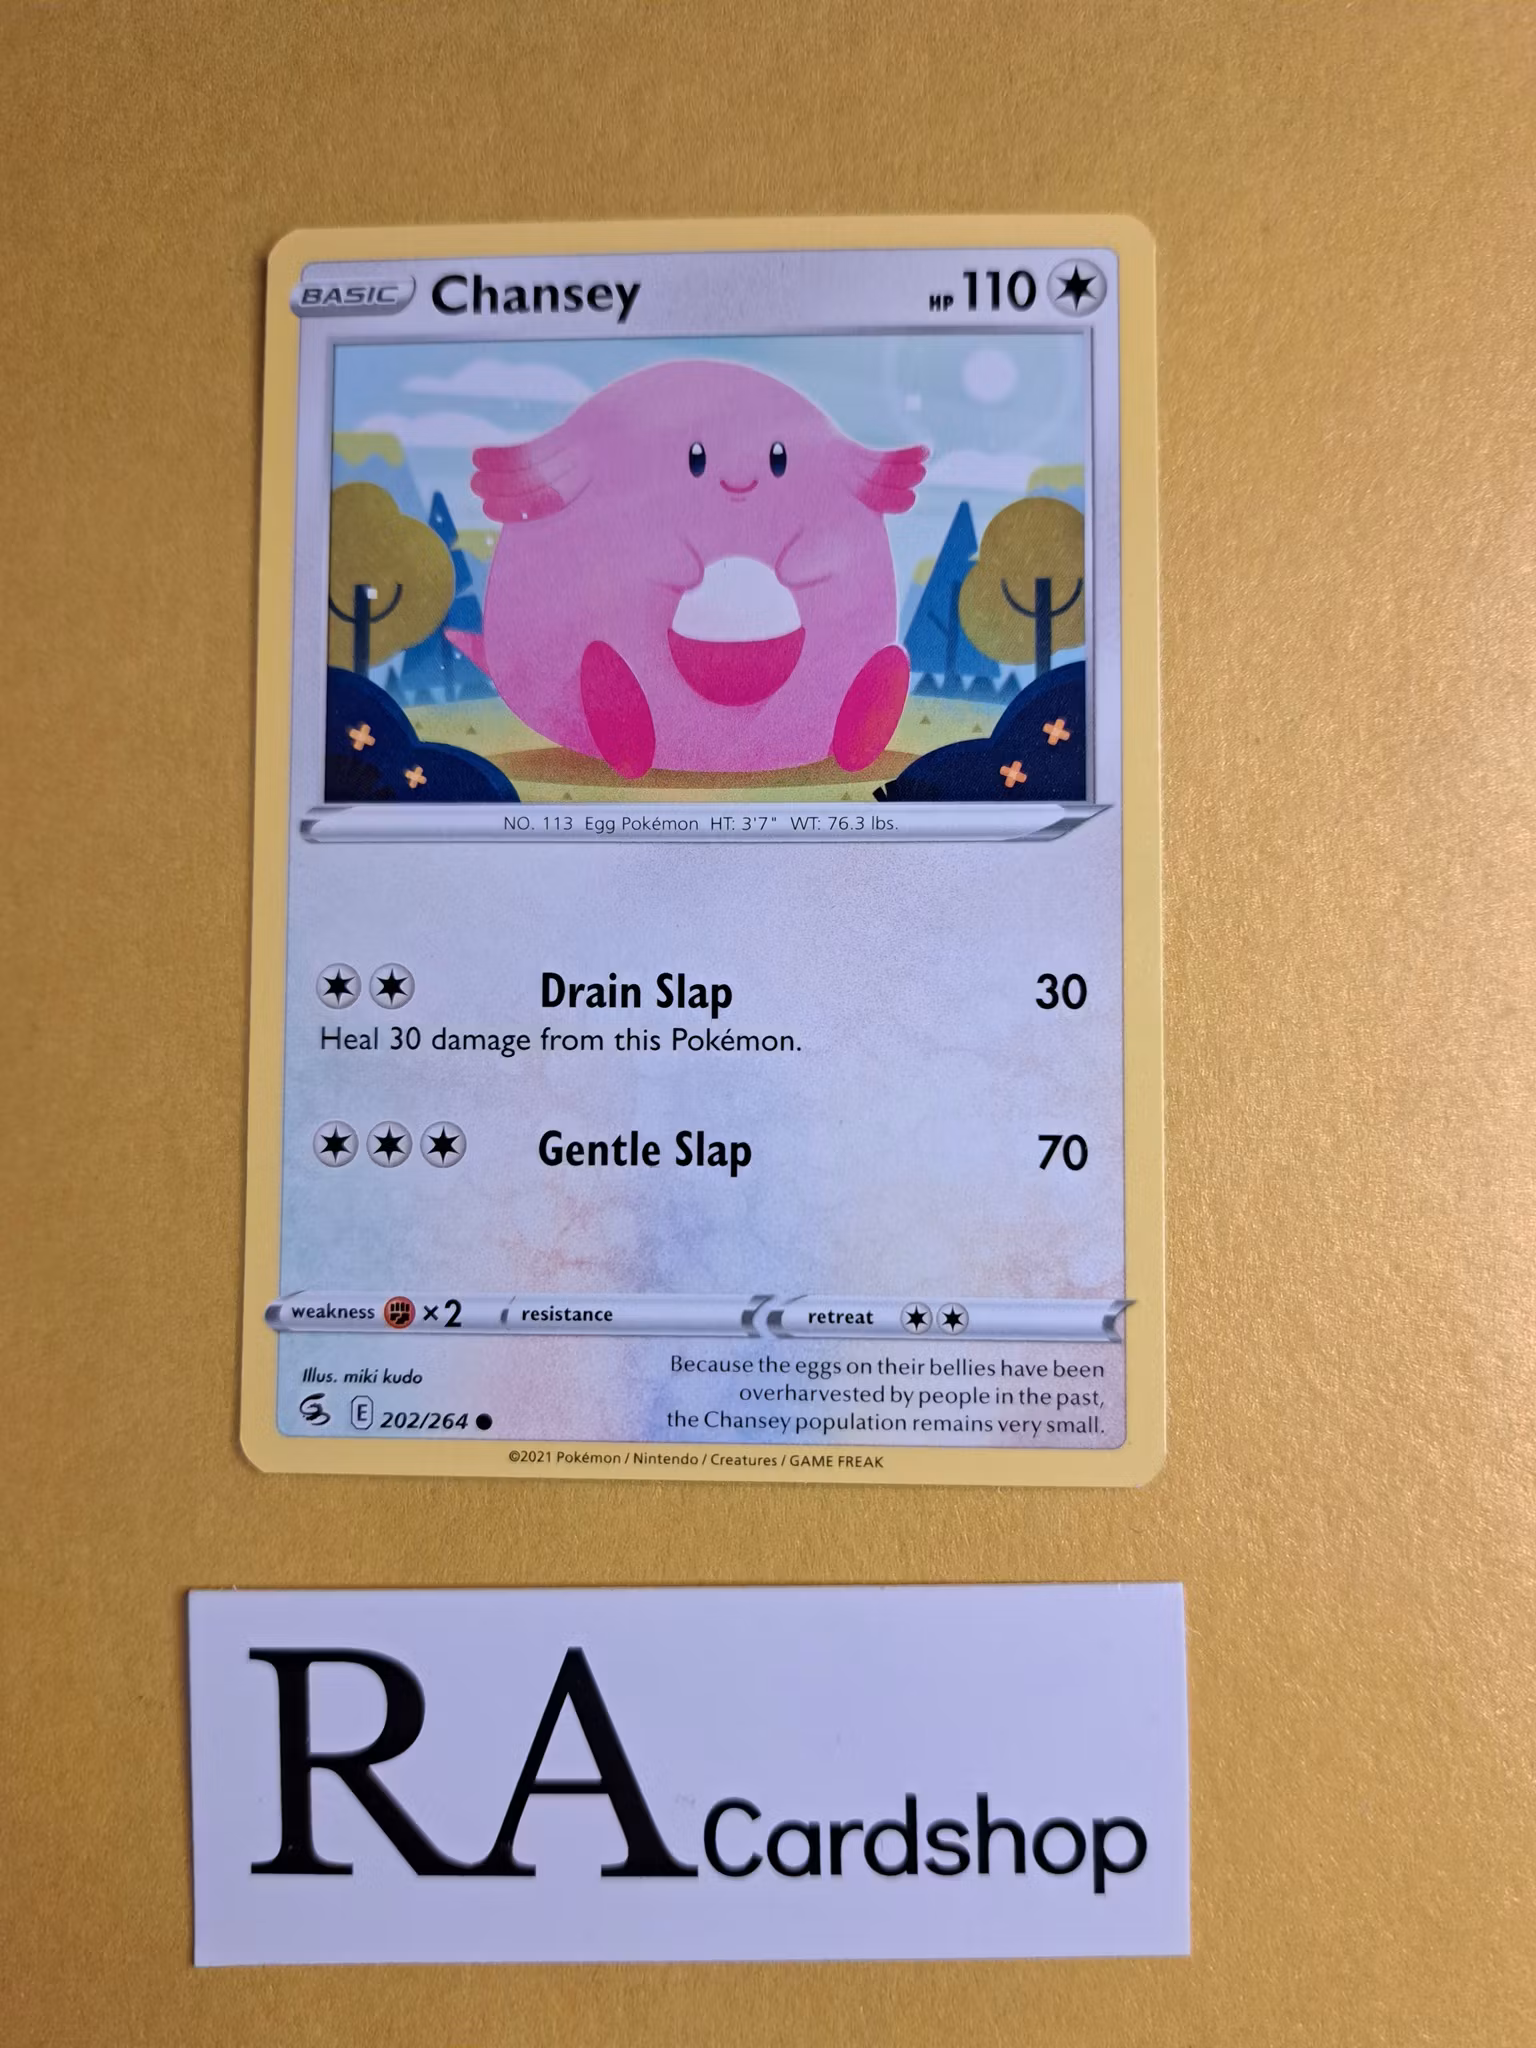 BASIC Chansey HP 110
NO. 113 Egg Pokémon HT: 3'7" WT: 76.3 lbs.
Drain Slap 30
Heal 30 damage from this Pokémon.
Gentle Slap 70
weakness ×2 resistance retreat
Illus. miki kudo
E 202/264
Because the eggs on their bellies have been
overharvested by people in the past,
the Chansey population remains very small.
©2021 Pokémon / Nintendo / Creatures / GAME FREAK
RA Cardshop